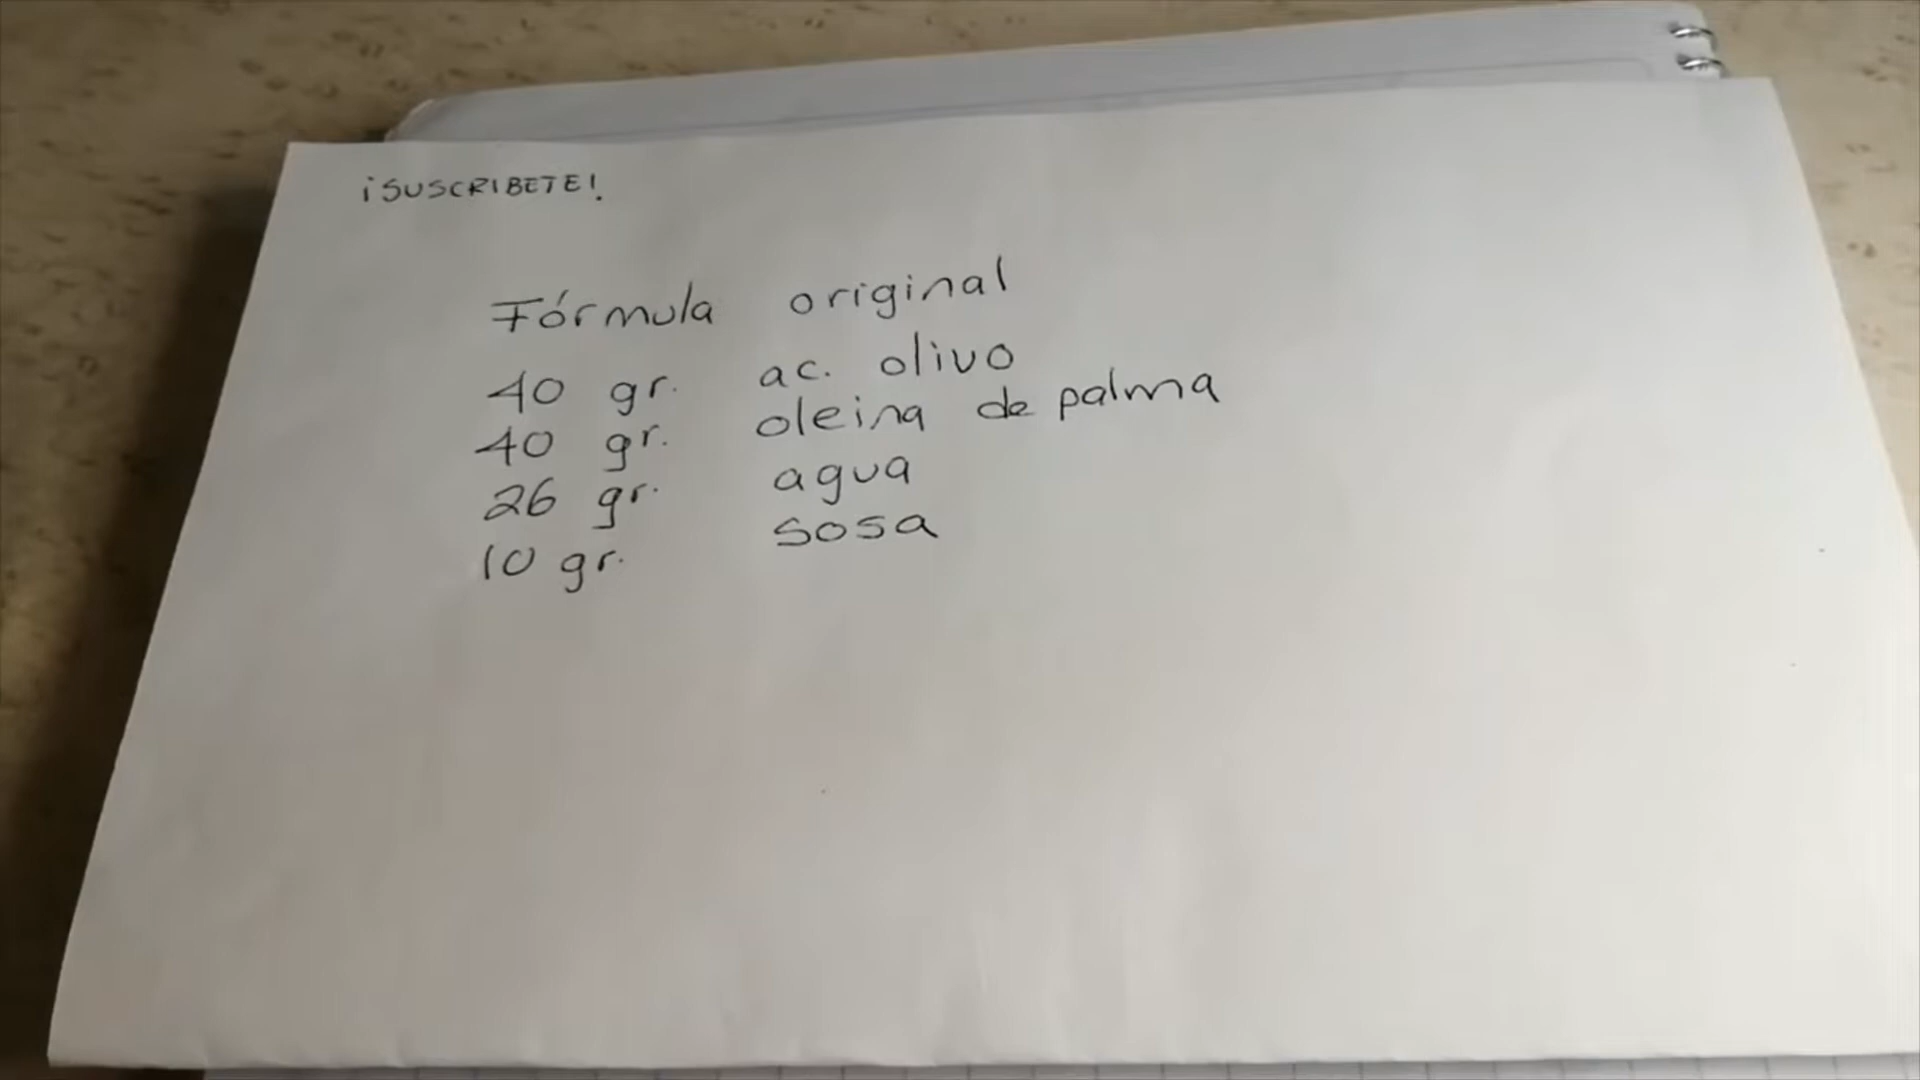 ¡SUSCRIBETE!
Fórmula original
40 gr. ac. olivo
40 gr. oleina de palma
26 gr. agua
10 gr. sosa